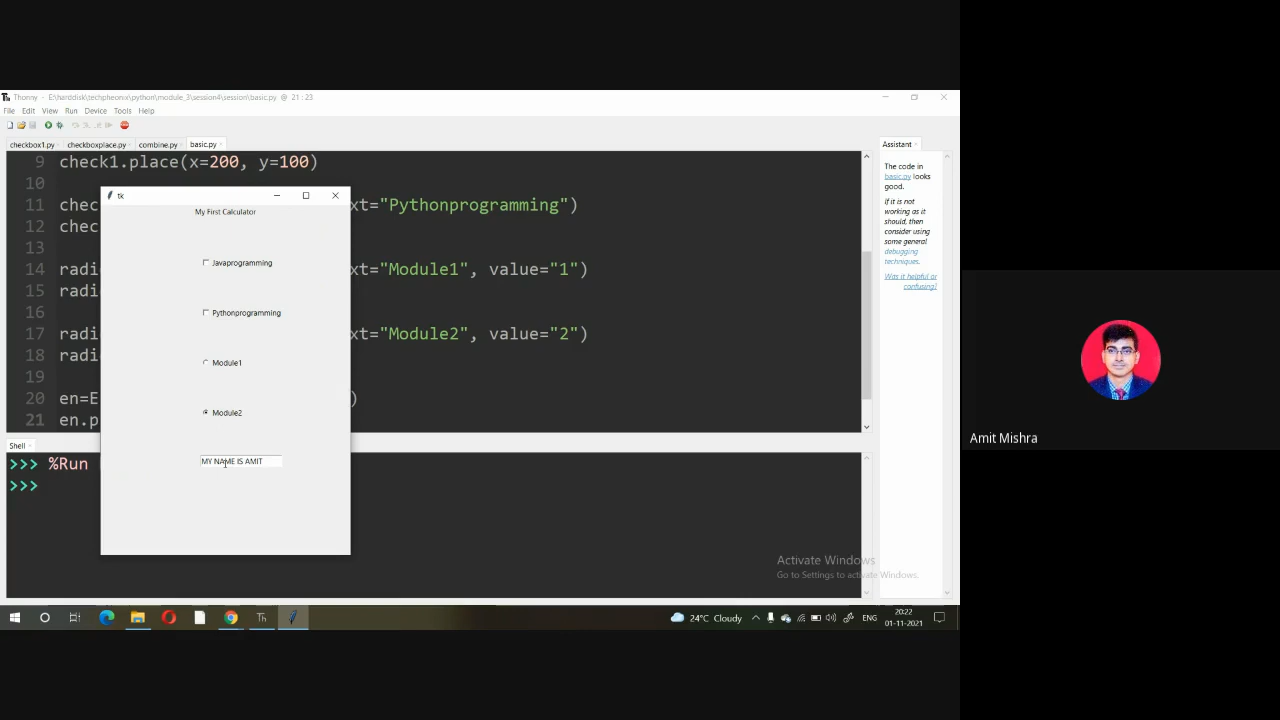 Thonny - E:\harddisk\techpheonix\python\module_3\session4\session\basic.py @ 21:23
File Edit View Run Device Tools Help
checkbox1.py checkboxplace.py combine.py basic.py
9 check1.place(x=200, y=100)
10
11 chec xt="Pythonprogramming")
12 chec
13
14 radi xt="Module1", value="1")
15 radi
16
17 radi xt="Module2", value="2")
18 radi
19
20 en=E )
21 en.p
tk
My First Calculator
Javaprogramming
Pythonprogramming
Module1
Module2
MY NAME IS AMIT
Shell
>>> %Run
>>>
Assistant
The code in
basic.py looks
good.
If it is not
working as it
should, then
consider using
some general
debugging
techniques.
Was it helpful or
confusing?
Activate Windows
Go to Settings to activate Windows.
Th
24°C Cloudy
ENG
20:22
01-11-2021
Amit Mishra